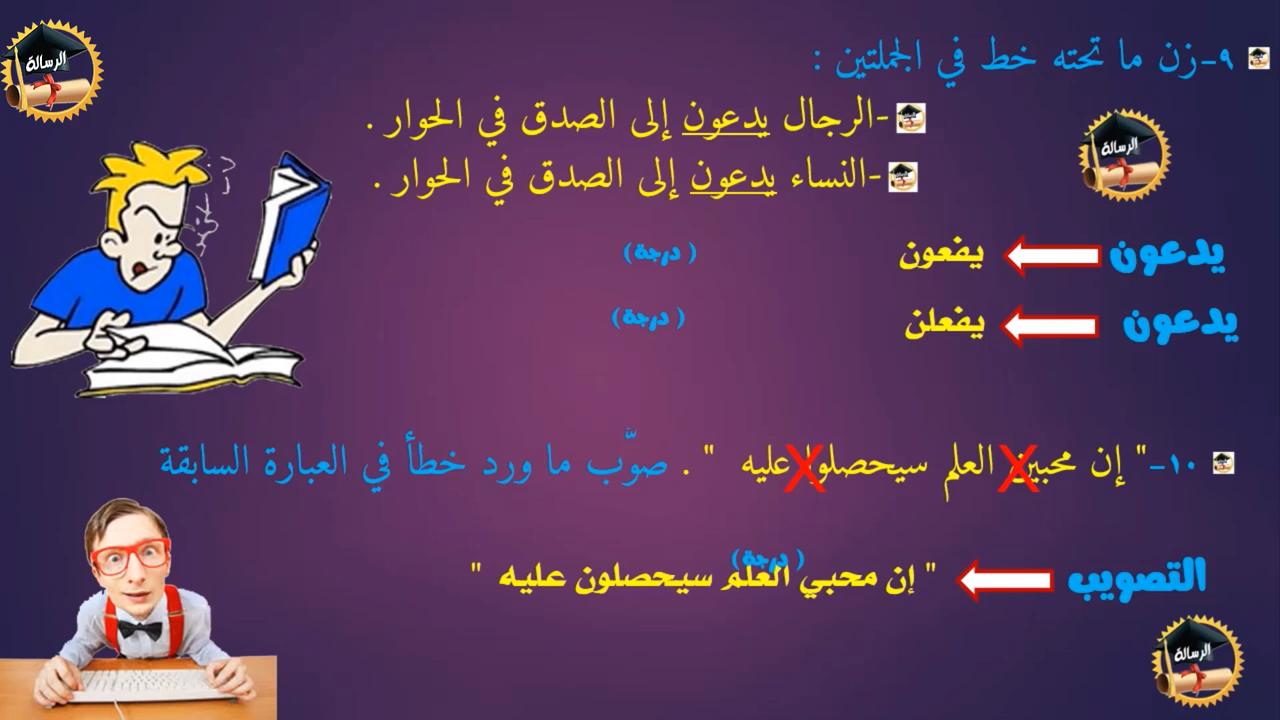 الرسالة
٩-زن ما تحته خط في الجملتين :
-الرجال يدعون إلى الصدق في الحوار .
-النساء يدعون إلى الصدق في الحوار .
الرسالة
يدعون يفعون ( درجة )
يدعون يفعلن ( درجة )
١٠-" إن محبين العلم سيحصلوا عليه " . صوّب ما ورد خطأ في العبارة السابقة
( درجة )
التصويب " إن محبي العلم سيحصلون عليه "
الرسالة